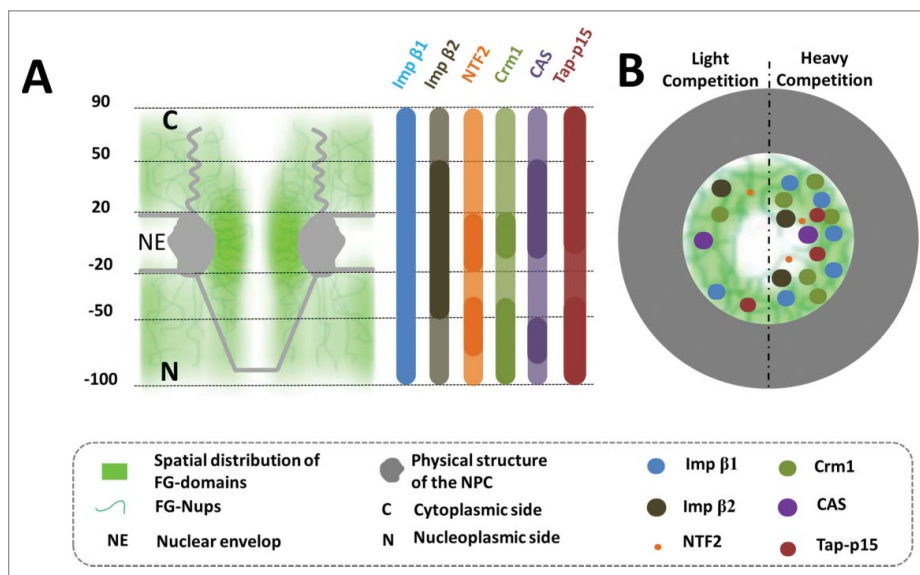 A
Imp β1
Imp β2
NTF2
Crm1
CAS
Tap-p15
90
50
20
-20
-50
-100
C
NE
N
B
Light
Competition
Heavy
Competition
Spatial distribution of
FG-domains
FG-Nups
NE Nuclear envelop
Physical structure
of the NPC
C Cytoplasmic side
N Nucleoplasmic side
Imp β1
Imp β2
NTF2
Crm1
CAS
Tap-p15